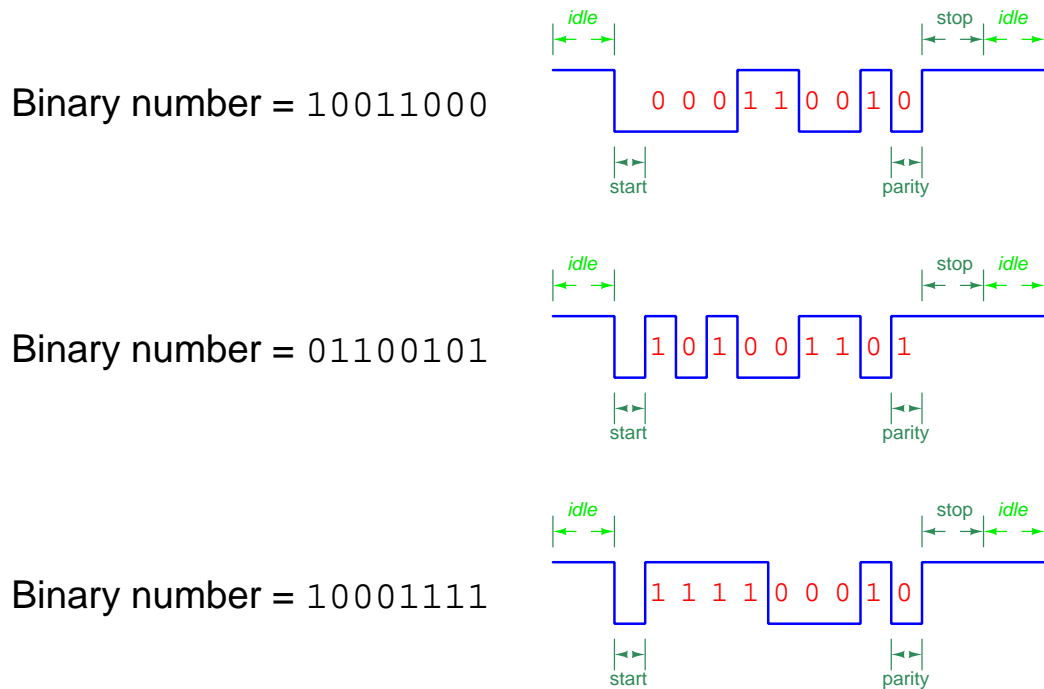 idle stop idle
Binary number = 10011000 0 0 0 1 1 0 0 1 0
start parity
idle stop idle
Binary number = 01100101 1 0 1 0 0 1 1 0 1
start parity
idle stop idle
Binary number = 10001111 1 1 1 1 0 0 0 1 0
start parity